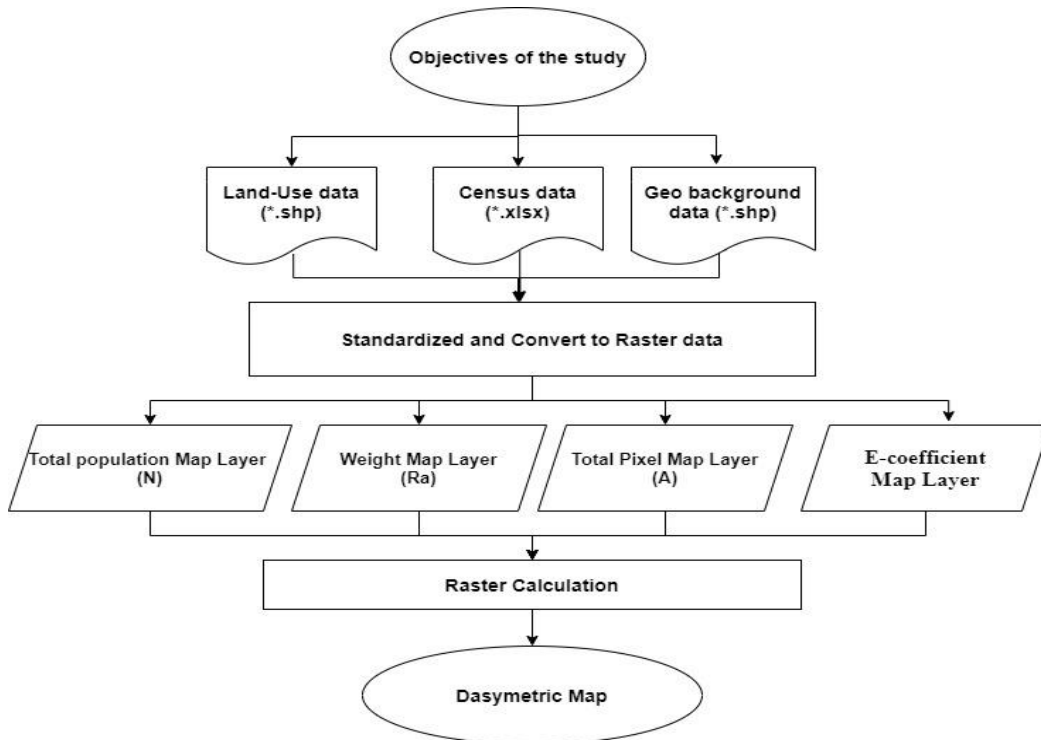 Objectives of the study
Land-Use data
(*.shp)
Census data
(*.xlsx)
Geo background
data (*.shp)
Standardized and Convert to Raster data
Total population Map Layer
(N)
Weight Map Layer
(Ra)
Total Pixel Map Layer
(A)
E-coefficient
Map Layer
Raster Calculation
Dasymetric Map